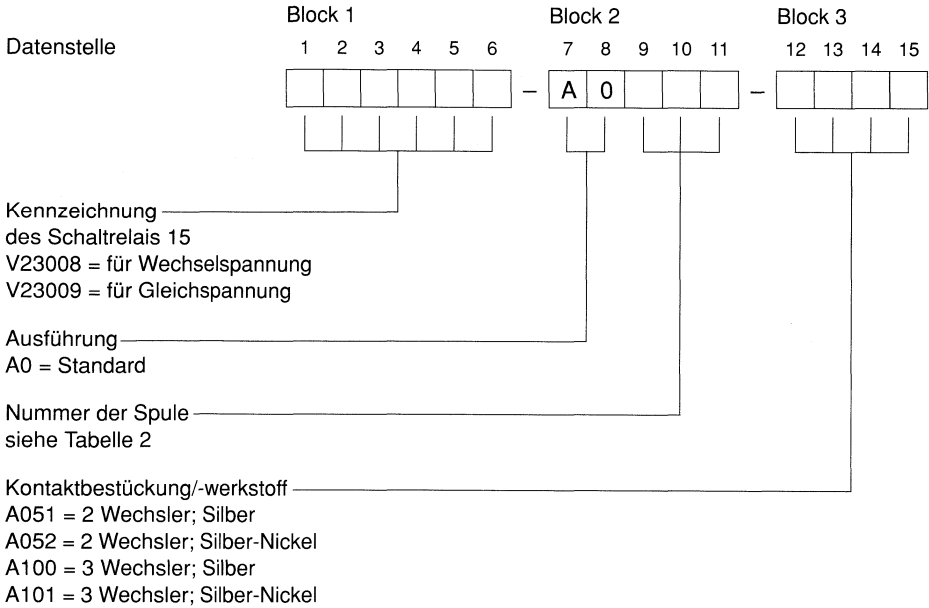 Block 1 Block 2 Block 3
Datenstelle 1 2 3 4 5 6 7 8 9 10 11 12 13 14 15
– A 0 –
Kennzeichnung
des Schaltrelais 15
V23008 = für Wechselspannung
V23009 = für Gleichspannung
Ausführung
A0 = Standard
Nummer der Spule
siehe Tabelle 2
Kontaktbestückung/-werkstoff
A051 = 2 Wechsler; Silber
A052 = 2 Wechsler; Silber-Nickel
A100 = 3 Wechsler; Silber
A101 = 3 Wechsler; Silber-Nickel